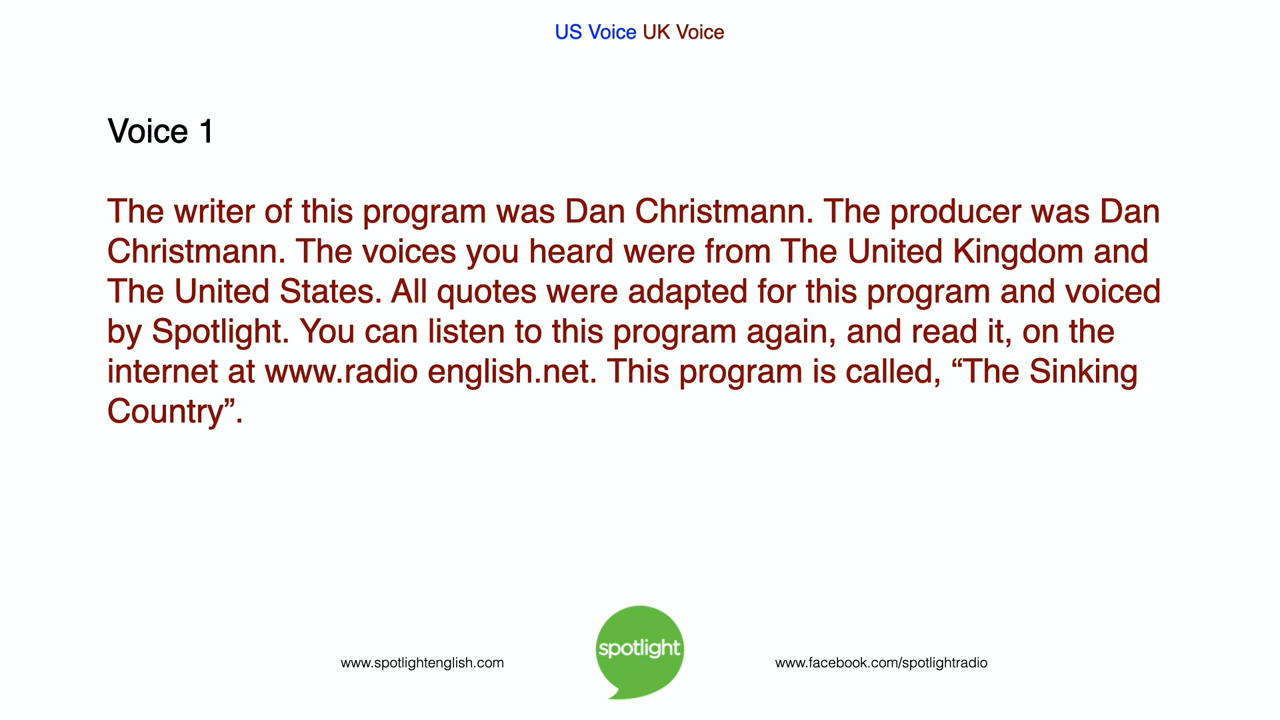 US Voice UK Voice
Voice 1
The writer of this program was Dan Christmann. The producer was Dan
Christmann. The voices you heard were from The United Kingdom and
The United States. All quotes were adapted for this program and voiced
by Spotlight. You can listen to this program again, and read it, on the
internet at www.radio english.net. This program is called, “The Sinking
Country”.
spotlight
www.spotlightenglish.com
www.facebook.com/spotlightradio